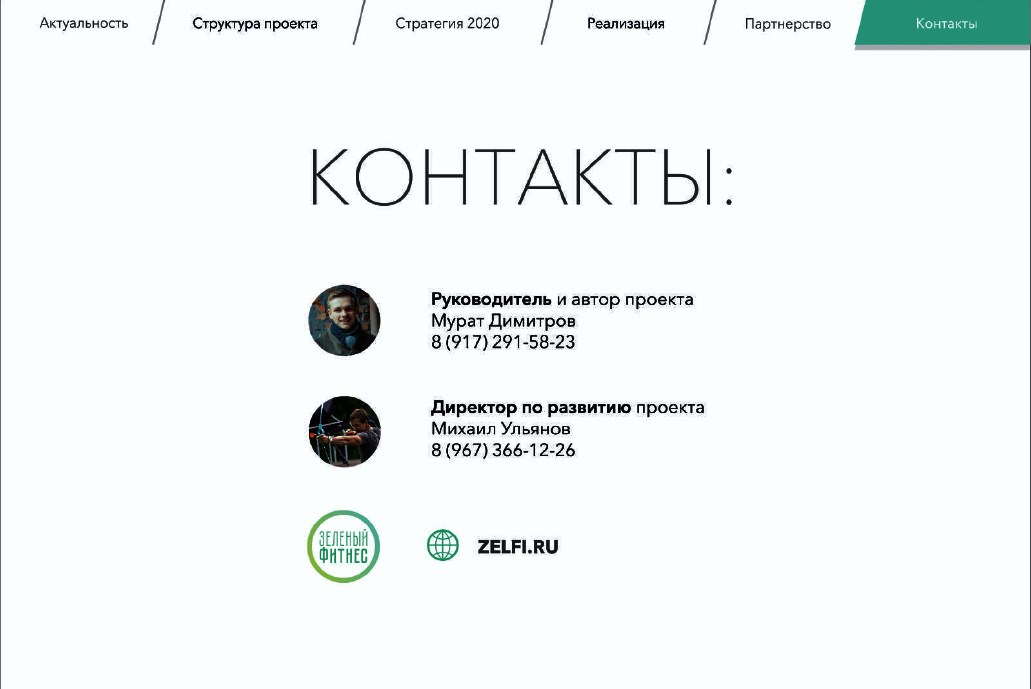 Актуальность
Структура проекта
Стратегия 2020
Реализация
Партнерство
Контакты
КОНТАКТЫ:
Руководитель и автор проекта
Мурат Димитров
8 (917) 291-58-23
Директор по развитию проекта
Михаил Ульянов
8 (967) 366-12-26
ЗЕЛЕНЫЙ
ФИТНЕС
ZELFI.RU